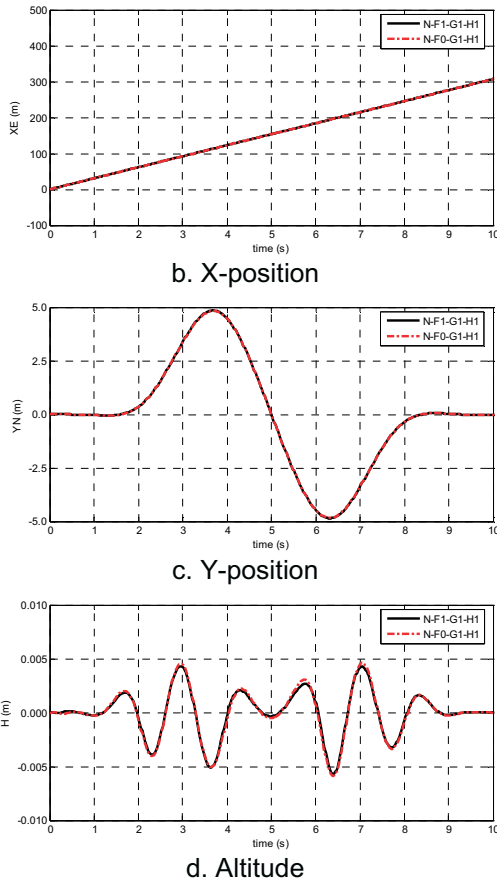 500
400
300
200
100
0
-100
XE (m)
N-F1-G1-H1
N-F0-G1-H1
0 1 2 3 4 5 6 7 8 9 10
time (s)
b. X-position
5.0
2.5
0.0
-2.5
-5.0
YN (m)
N-F1-G1-H1
N-F0-G1-H1
0 1 2 3 4 5 6 7 8 9 10
time (s)
c. Y-position
0.010
0.005
0.000
-0.005
-0.010
H (m)
N-F1-G1-H1
N-F0-G1-H1
0 1 2 3 4 5 6 7 8 9 10
time (s)
d. Altitude